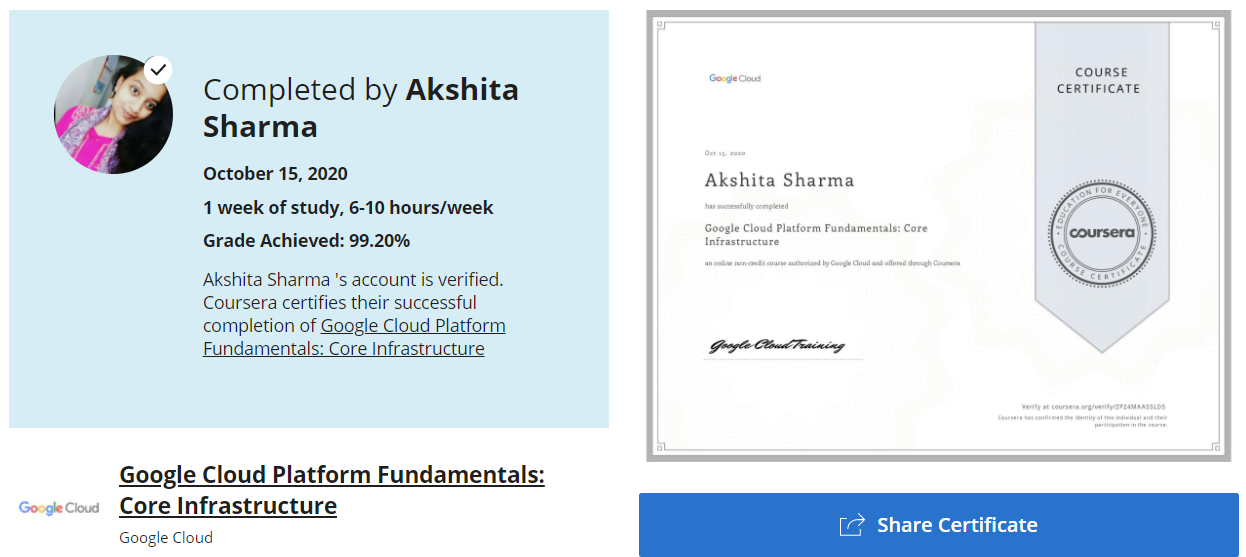 Completed by Akshita
Sharma
October 15, 2020
1 week of study, 6-10 hours/week
Grade Achieved: 99.20%
Akshita Sharma 's account is verified.
Coursera certifies their successful
completion of Google Cloud Platform
Fundamentals: Core Infrastructure
Google Cloud
Google Cloud Platform Fundamentals:
Core Infrastructure
Google Cloud
Google Cloud
COURSE
CERTIFICATE
Oct 15, 2020
Akshita Sharma
has successfully completed
Google Cloud Platform Fundamentals: Core
Infrastructure
an online non-credit course authorized by Google Cloud and offered through Coursera
EDUCATION FOR EVERYONE
coursera
COURSE CERTIFICATE
Google Cloud Training
Verify at coursera.org/verify/ZP24MAASSLDS
Coursera has confirmed the identity of this individual and their
participation in the course.
Share Certificate